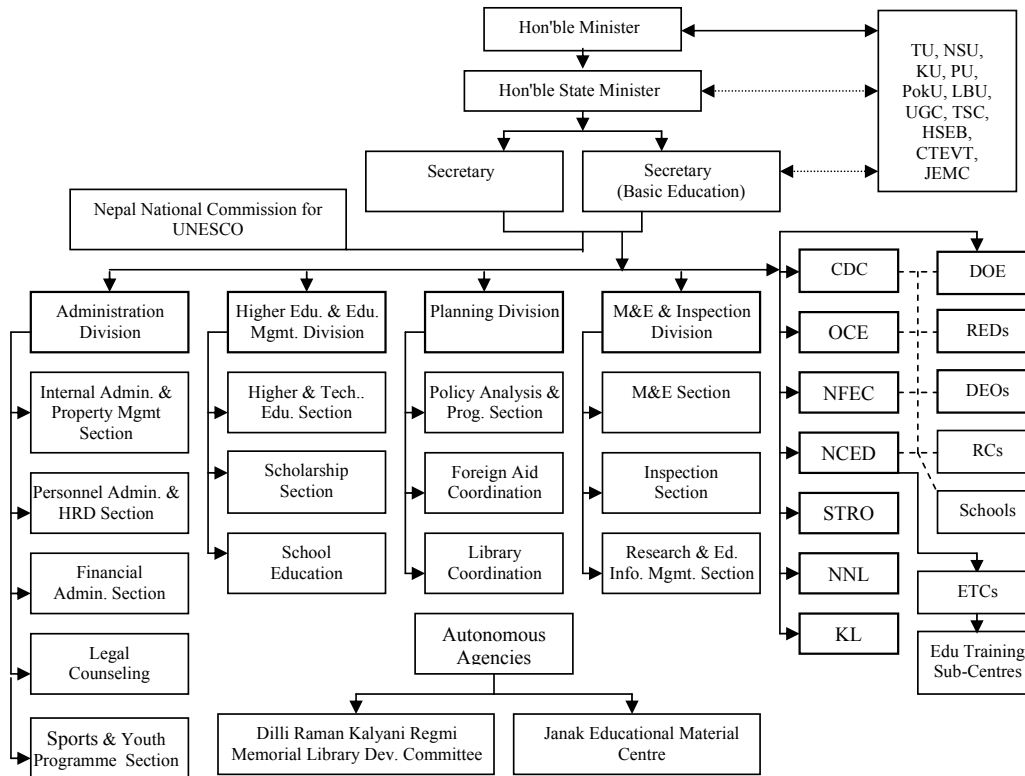 Hon'ble Minister
TU, NSU,
KU, PU,
PokU, LBU,
UGC, TSC,
HSEB,
CTEVT,
JEMC
Hon'ble State Minister
Secretary
Secretary
(Basic Education)
Nepal National Commission for
UNESCO
Administration
Division
Internal Admin. &
Property Mgmt
Section
Personnel Admin. &
HRD Section
Financial
Admin. Section
Legal
Counseling
Sports & Youth
Programme Section
Higher Edu. & Edu.
Mgmt. Division
Higher & Tech..
Edu. Section
Scholarship
Section
School
Education
Planning Division
Policy Analysis &
Prog. Section
Foreign Aid
Coordination
Library
Coordination
M&E & Inspection
Division
M&E Section
Inspection
Section
Research & Ed.
Info. Mgmt. Section
CDC
OCE
NFEC
NCED
STRO
NNL
KL
DOE
REDs
DEOs
RCs
Schools
ETCs
Edu Training
Sub-Centres
Autonomous
Agencies
Dilli Raman Kalyani Regmi
Memorial Library Dev. Committee
Janak Educational Material
Centre